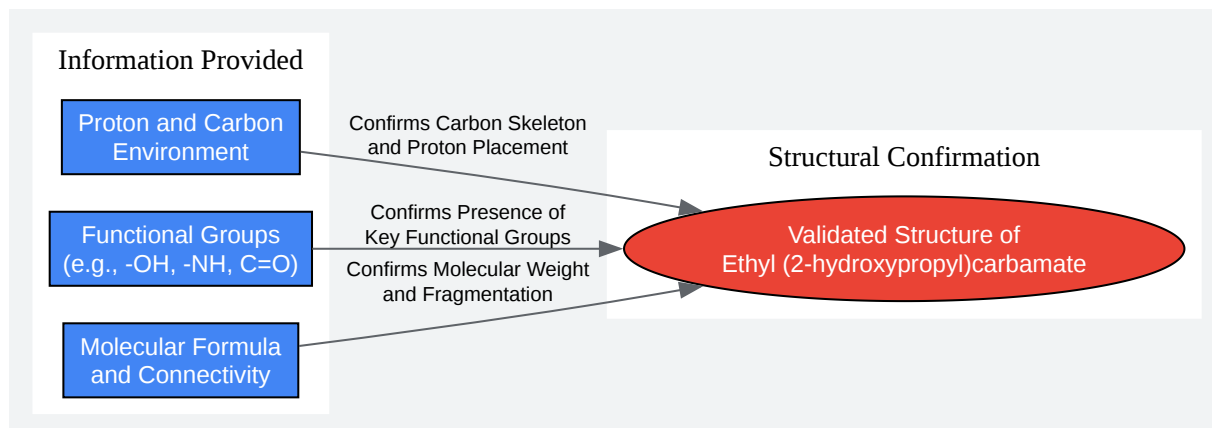 Information Provided
Proton and Carbon
Environment
Functional Groups
(e.g., -OH, -NH, C=O)
Molecular Formula
and Connectivity
Confirms Carbon Skeleton
and Proton Placement
Confirms Presence of
Key Functional Groups
Confirms Molecular Weight
and Fragmentation
Structural Confirmation
Validated Structure of
Ethyl (2-hydroxypropyl)carbamate